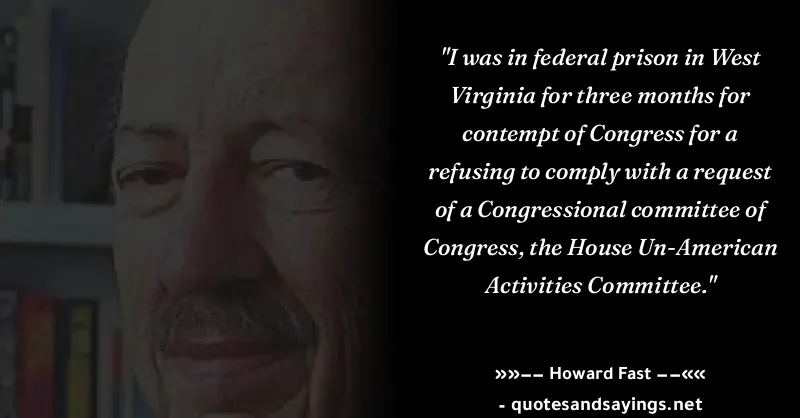 "I was in federal prison in West
Virginia for three months for
contempt of Congress for a
refusing to comply with a request
of a Congressional committee of
Congress, the House Un-American
Activities Committee."
»»−− Howard Fast −−««
- quotesandsayings.net